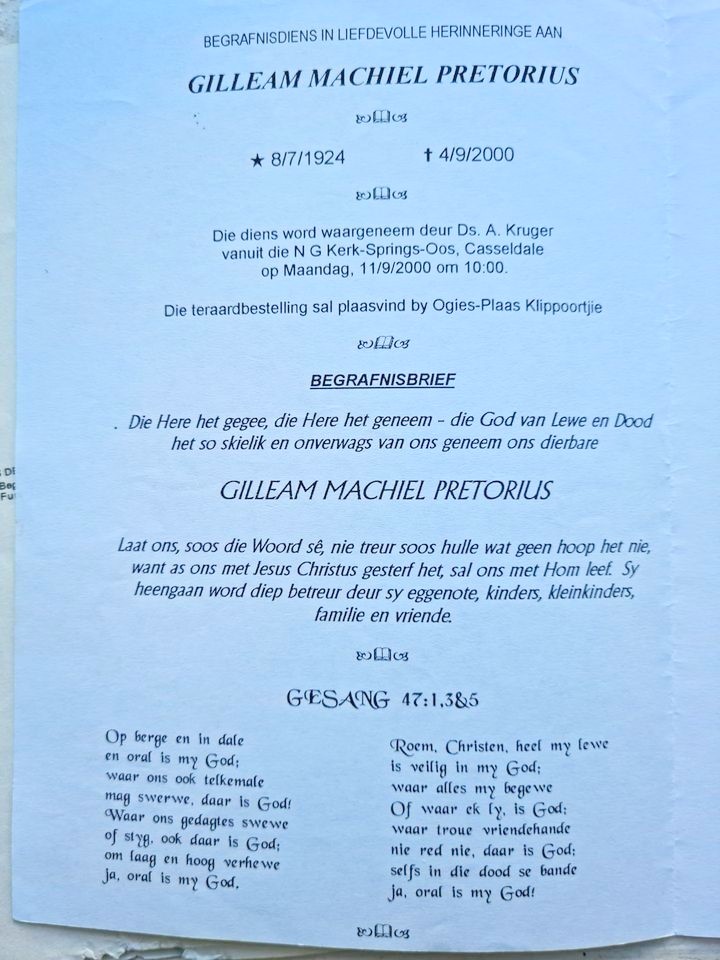 BEGRAFNISDIENS IN LIEFDEVOLLE HERINNERINGE AAN
GILLEAM MACHIEL PRETORIUS
★ 8/7/1924 † 4/9/2000
Die diens word waargeneem deur Ds. A. Kruger
vanuit die N G Kerk-Springs-Oos, Casseldale
op Maandag, 11/9/2000 om 10:00.
Die teraardbestelling sal plaasvind by Ogies-Plaas Klippoortjie
BEGRAFNISBRIEF
. Die Here het gegee, die Here het geneem - die God van Lewe en Dood
het so skielik en onverwags van ons geneem ons dierbare
GILLEAM MACHIEL PRETORIUS
Laat ons, soos die Woord sê, nie treur soos hulle wat geen hoop het nie,
want as ons met Jesus Christus gesterf het, sal ons met Hom leef. Sy
heengaan word diep betreur deur sy eggenote, kinders, kleinkinders,
familie en vriende.
GESANG 47:1,3&5
Op berge en in dale
en oral is my God;
waar ons ook telkemale
mag swerwe, daar is God!
Waar ons gedagtes swewe
of styg, ook daar is God;
om laag en hoog verhewe
ja, oral is my God.
Roem, Christen, heel my lewe
is veilig in my God;
waar alles my begewe
Of waar ek ly, is God;
waar troue vriendehande
nie red nie, daar is God;
selfs in die dood se bande
ja, oral is my God!